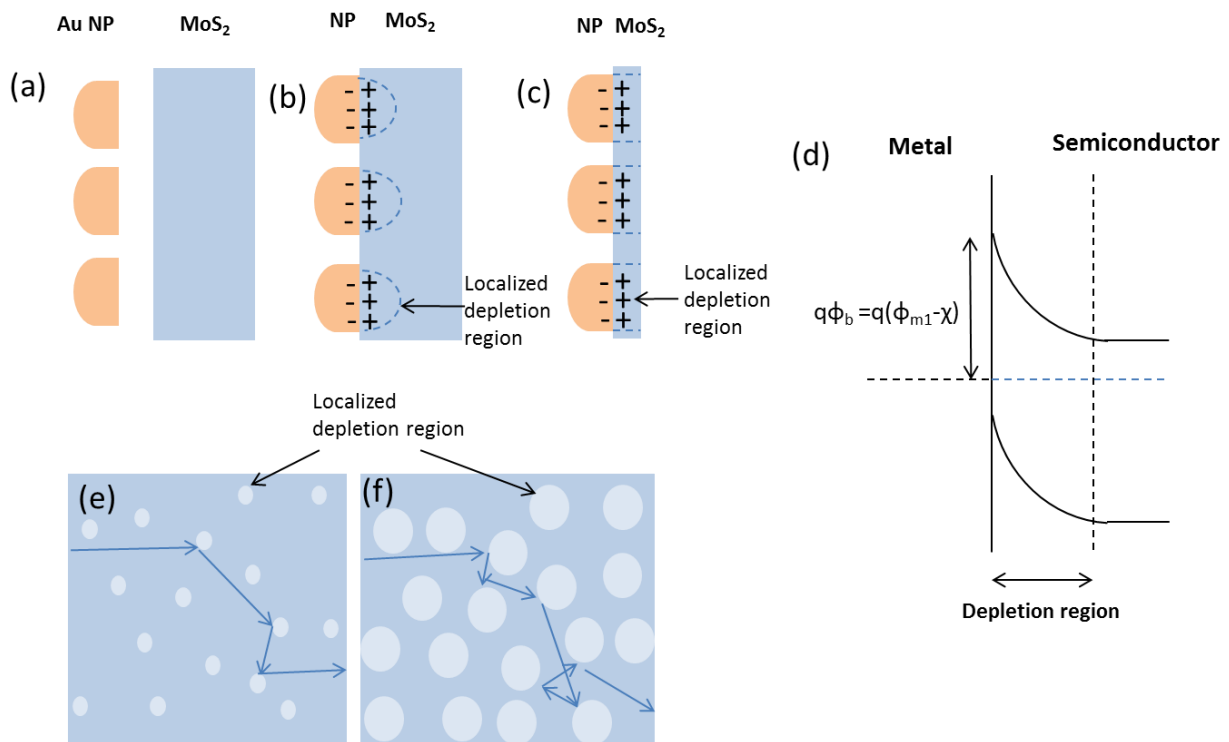 Au NP
MoS₂
NP
MoS₂
NP
MoS₂
(a)
(b)
(c)
- +
- +
- +
- +
- +
- +
- +
- +
- +
Localized
depletion
region
- +
- +
- +
- +
- +
- +
- +
- +
- +
Localized
depletion
region
(d)
Metal
Semiconductor
qϕb =q(ϕm1-χ)
Depletion region
Localized
depletion region
(e)
(f)